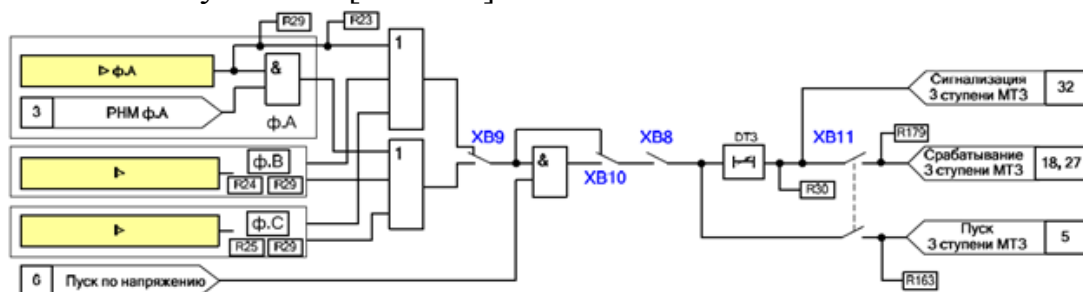 R29
R23
ф.А
&
1
3
РНМ ф.А
ф.А
Сигнализация
3 ступени МТЗ
32
XB9
XB8
DT3
XB11
R179
ф.В
R24
R29
1
&
XB10
R30
Срабатывание
3 ступени МТЗ
18, 27
ф.С
R25
R29
Пуск
3 ступени МТЗ
5
6
Пуск по напряжению
R163